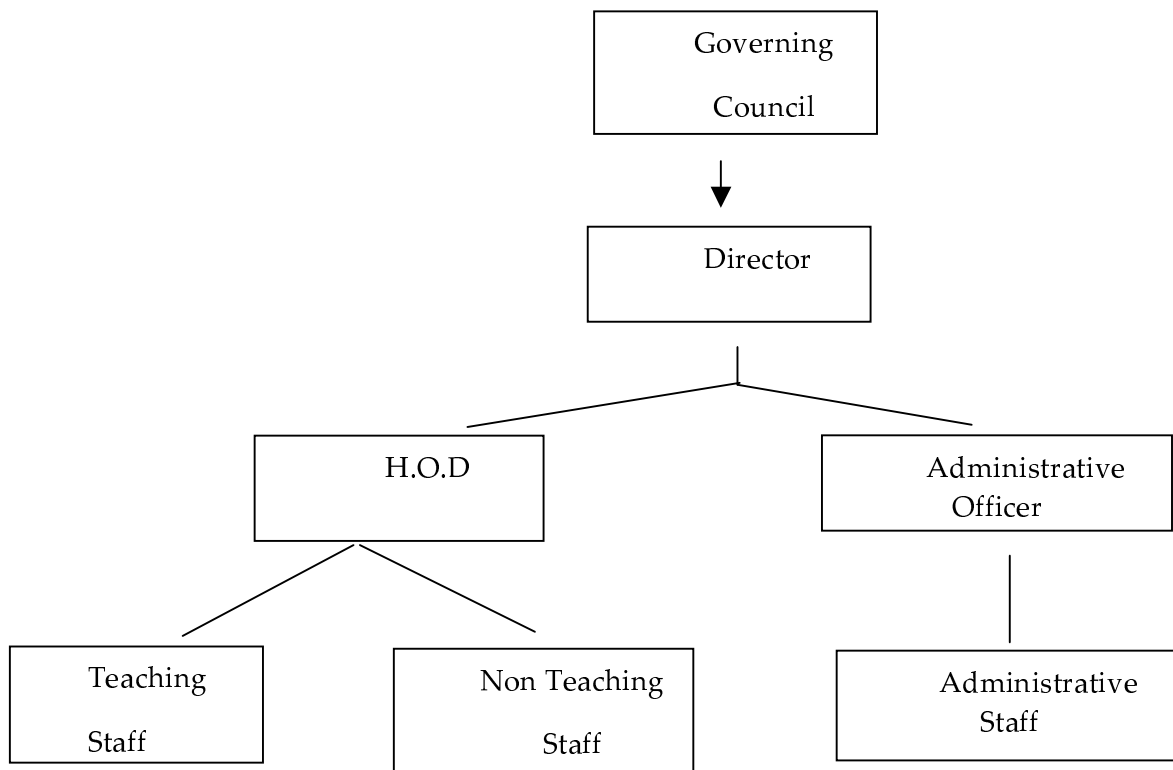 Governing
Council
Director
H.O.D
Administrative
Officer
Teaching
Staff
Non Teaching
Staff
Administrative
Staff